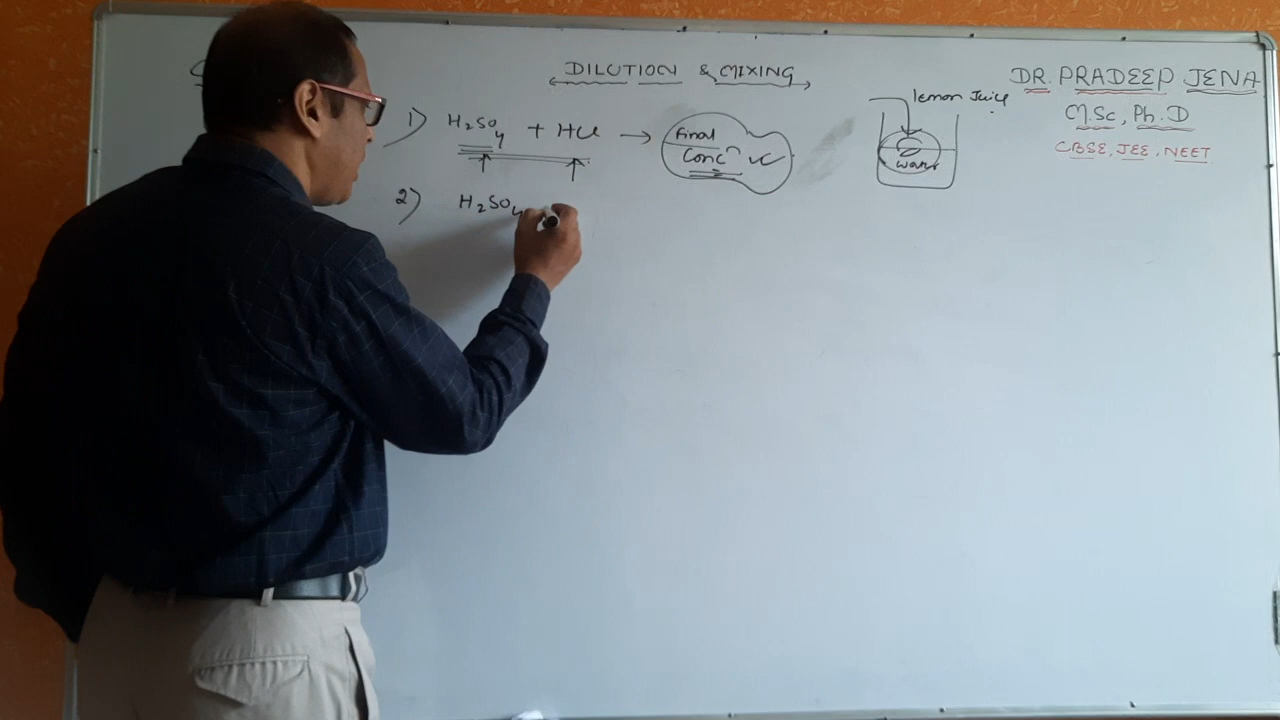 DILUTION & MIXING
DR. PRADEEP JENA
M.Sc, Ph.D
CBSE, JEE, NEET
1) H₂SO₄ + HCl → Final Concⁿ
lemon Juice
water
2) H₂SO₄